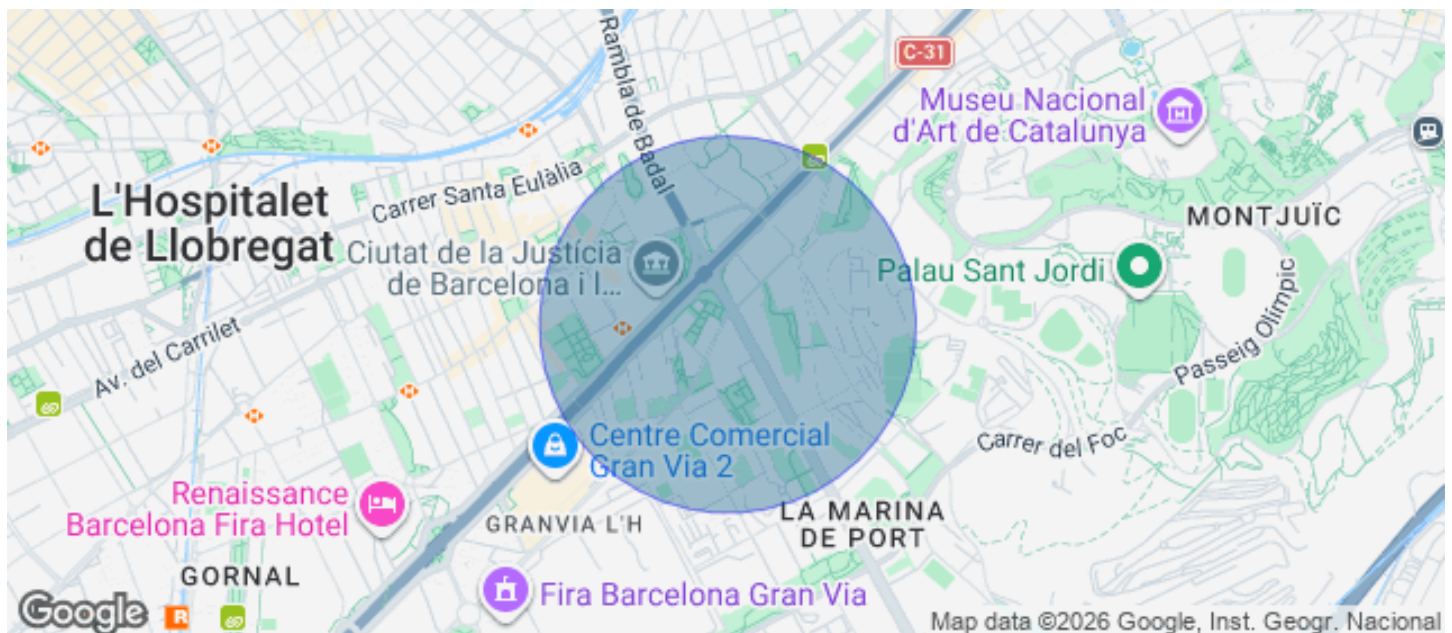 Rambla de Badal
C-31
Museu Nacional
d'Art de Catalunya
L'Hospitalet
de Llobregat
Carrer Santa Eulàlia
MONTJUÏC
Ciutat de la Justícia
de Barcelona i l...
Palau Sant Jordi
Av. del Carrilet
Passeig Olímpic
Centre Comercial
Gran Via 2
Carrer del Foc
Renaissance
Barcelona Fira Hotel
GRANVIA L'H
LA MARINA
DE PORT
GORNAL
Fira Barcelona Gran Via
Google
R
Map data ©2026 Google, Inst. Geogr. Nacional